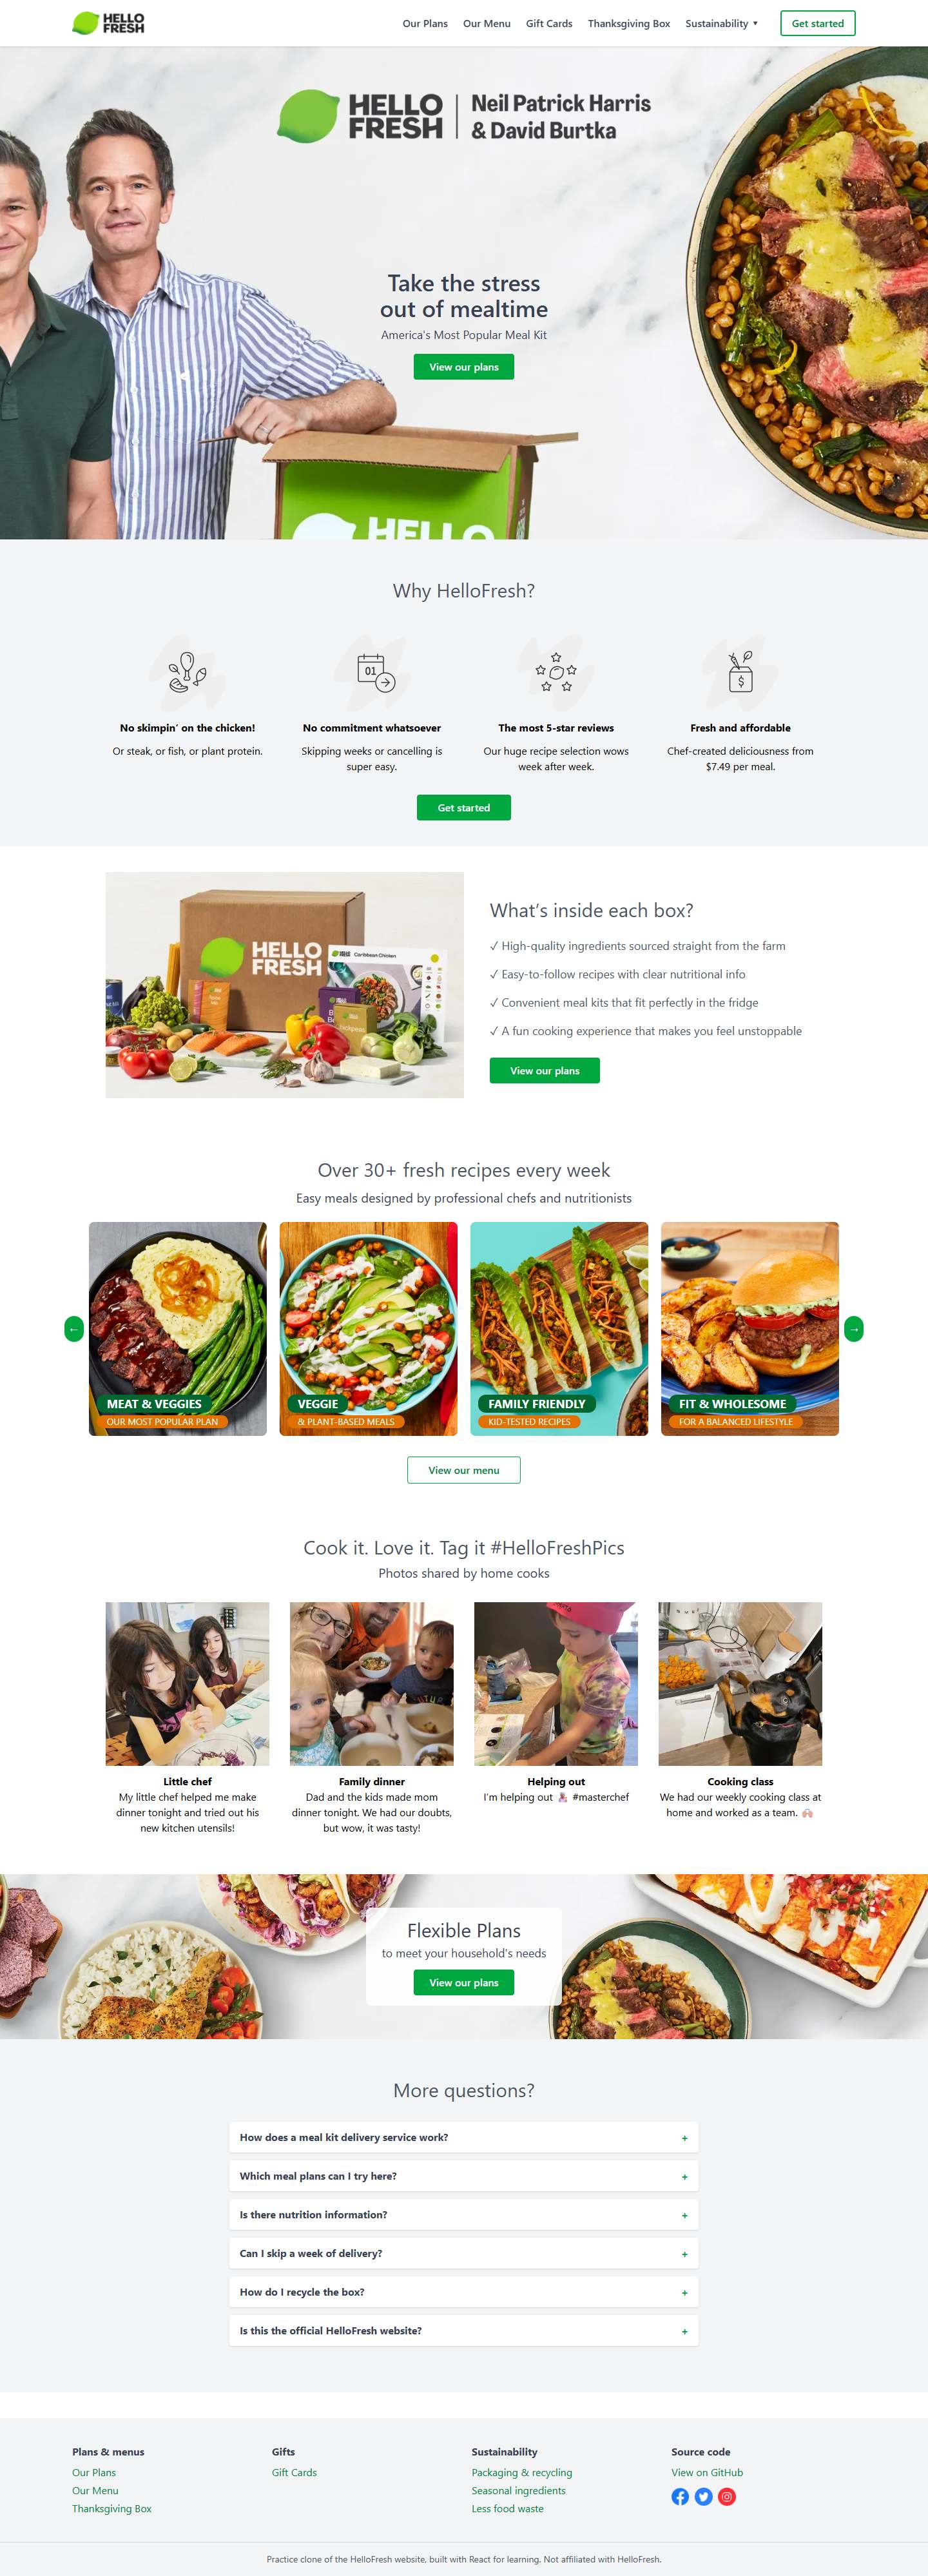 HELLO
FRESH
Our Plans Our Menu Gift Cards Thanksgiving Box Sustainability ▼ Get started
HELLO
FRESH
Neil Patrick Harris
& David Burtka
Take the stress
out of mealtime
America's Most Popular Meal Kit
View our plans
HELLO
Why HelloFresh?
01
$
No skimpin' on the chicken!
Or steak, or fish, or plant protein.
No commitment whatsoever
Skipping weeks or cancelling is
super easy.
The most 5-star reviews
Our huge recipe selection wows
week after week.
Fresh and affordable
Chef-created deliciousness from
$7.49 per meal.
Get started
HELLO
FRESH
Caribbean Chicken
What's inside each box?
✓ High-quality ingredients sourced straight from the farm
✓ Easy-to-follow recipes with clear nutritional info
✓ Convenient meal kits that fit perfectly in the fridge
✓ A fun cooking experience that makes you feel unstoppable
View our plans
Over 30+ fresh recipes every week
Easy meals designed by professional chefs and nutritionists
←
MEAT & VEGGIES
OUR MOST POPULAR PLAN
VEGGIE
& PLANT-BASED MEALS
FAMILY FRIENDLY
KID-TESTED RECIPES
FIT & WHOLESOME
FOR A BALANCED LIFESTYLE
→
View our menu
Cook it. Love it. Tag it #HelloFreshPics
Photos shared by home cooks
Little chef
My little chef helped me make
dinner tonight and tried out his
new kitchen utensils!
Family dinner
Dad and the kids made mom
dinner tonight. We had our doubts,
but wow, it was tasty!
Helping out
I'm helping out #masterchef
Cooking class
We had our weekly cooking class at
home and worked as a team.
Flexible Plans
to meet your household's needs
View our plans
More questions?
How does a meal kit delivery service work? +
Which meal plans can I try here? +
Is there nutrition information? +
Can I skip a week of delivery? +
How do I recycle the box? +
Is this the official HelloFresh website? +
Plans & menus
Our Plans
Our Menu
Thanksgiving Box
Gifts
Gift Cards
Sustainability
Packaging & recycling
Seasonal ingredients
Less food waste
Source code
View on GitHub
Practice clone of the HelloFresh website, built with React for learning. Not affiliated with HelloFresh.